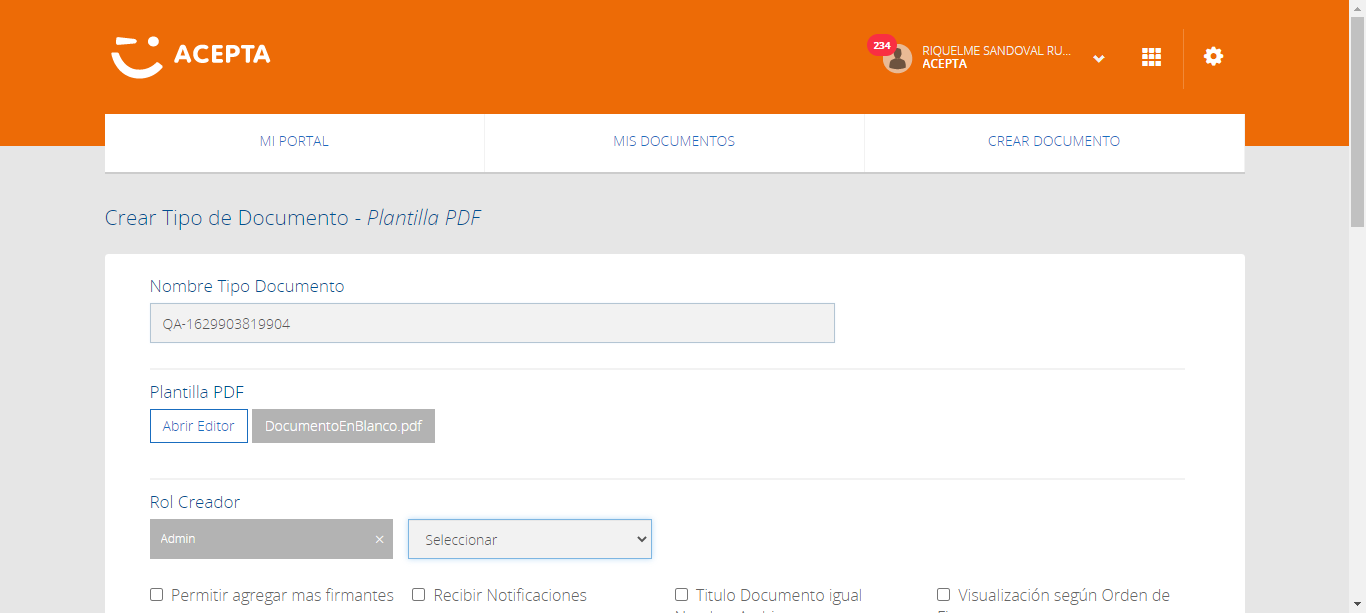 ACEPTA
234
RIQUELME SANDOVAL RU...
ACEPTA
MI PORTAL
MIS DOCUMENTOS
CREAR DOCUMENTO
Crear Tipo de Documento - Plantilla PDF
Nombre Tipo Documento
QA-1629903819904
Plantilla PDF
Abrir Editor
DocumentoEnBlanco.pdf
Rol Creador
Admin ×
Seleccionar
Permitir agregar mas firmantes
Recibir Notificaciones
Titulo Documento igual
Visualización según Orden de